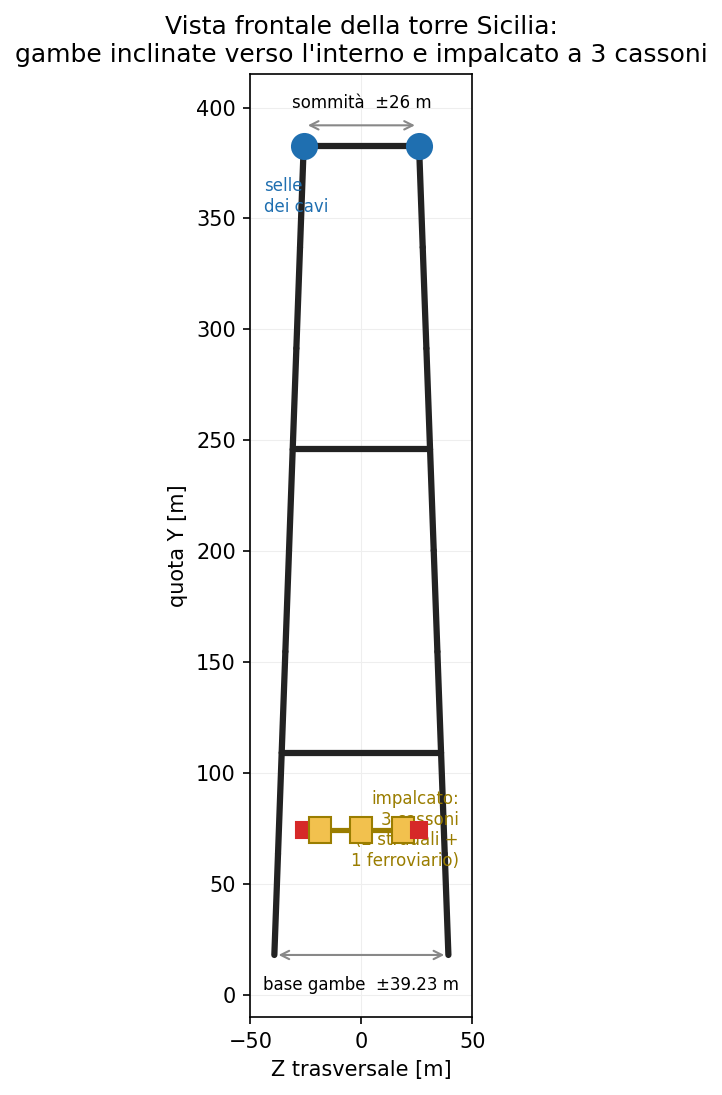 Vista frontale della torre Sicilia:
gambe inclinate verso l'interno e impalcato a 3 cassoni
400
350
300
250
200
150
100
50
0
quota Y [m]
sommità ±26 m
selle
dei cavi
impalcato:
3 cassoni
(2 stradali +
1 ferroviario)
base gambe ±39.23 m
−50
0
50
Z trasversale [m]